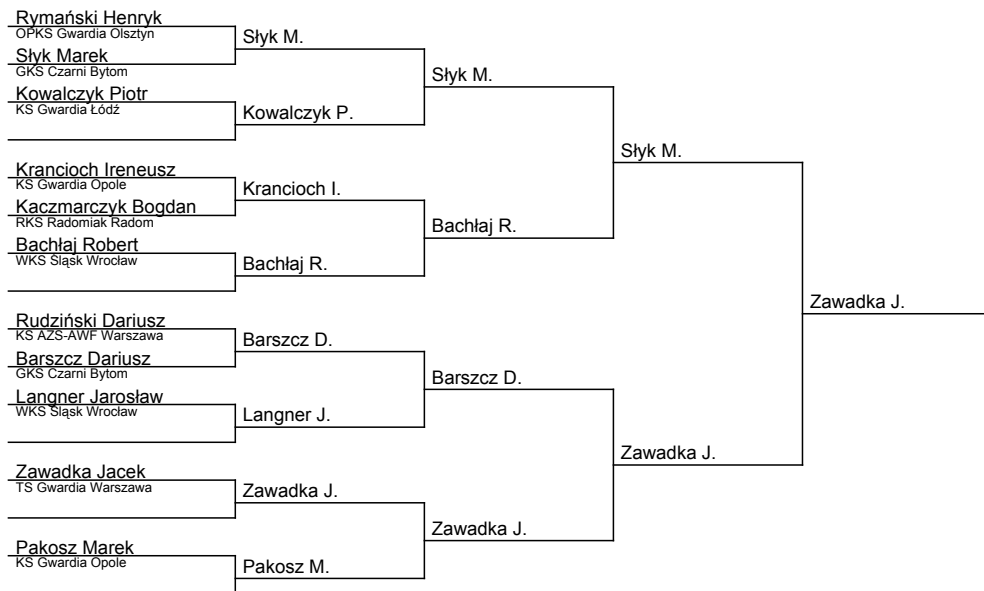 Rymański Henryk
OPKS Gwardia Olsztyn
Słyk Marek
GKS Czarni Bytom
Kowalczyk Piotr
KS Gwardia Łódź
Krancioch Ireneusz
KS Gwardia Opole
Kaczmarczyk Bogdan
RKS Radomiak Radom
Bachłaj Robert
WKS Śląsk Wrocław
Rudziński Dariusz
KS AZS-AWF Warszawa
Barszcz Dariusz
GKS Czarni Bytom
Langner Jarosław
WKS Śląsk Wrocław
Zawadka Jacek
TS Gwardia Warszawa
Pakosz Marek
KS Gwardia Opole
Słyk M.
Kowalczyk P.
Krancioch I.
Bachłaj R.
Barszcz D.
Langner J.
Zawadka J.
Pakosz M.
Słyk M.
Bachłaj R.
Barszcz D.
Zawadka J.
Słyk M.
Zawadka J.
Zawadka J.